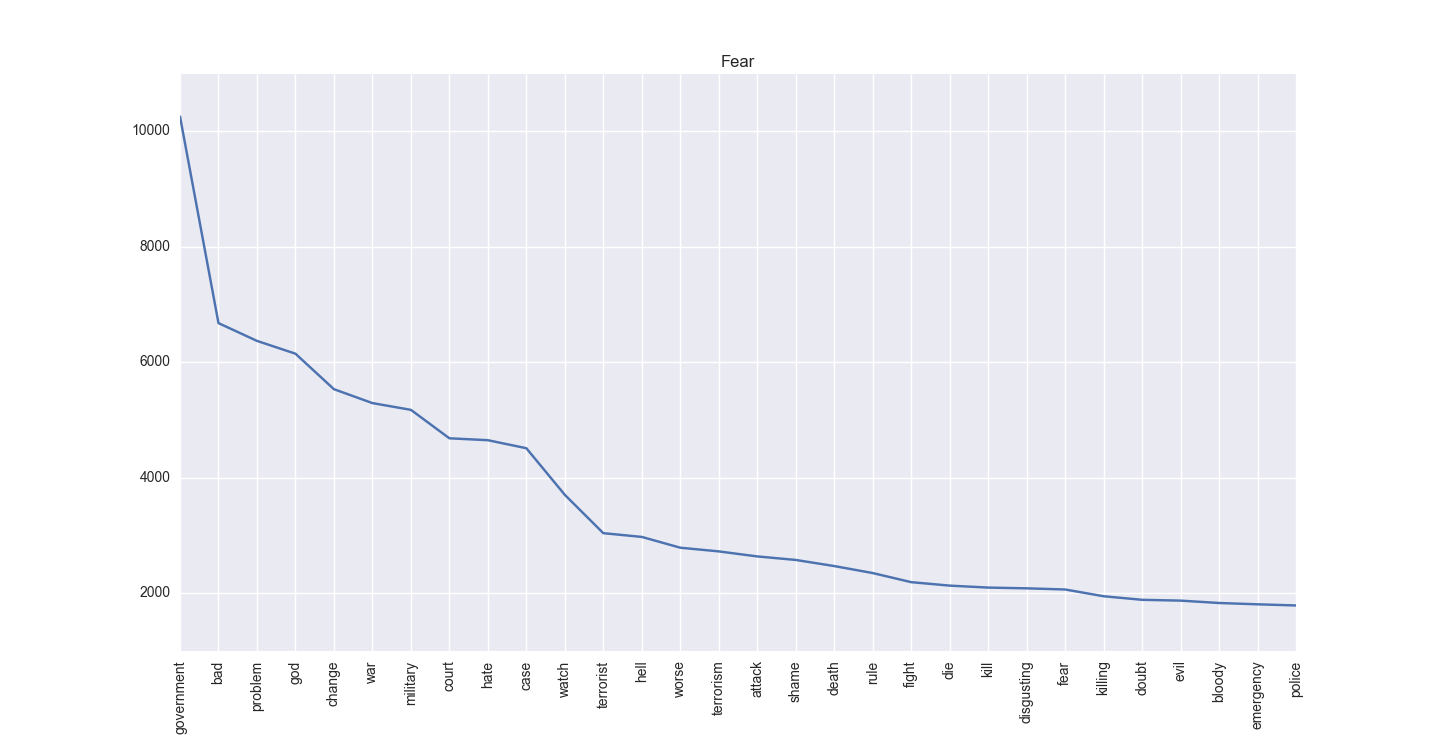 Fear
10000
8000
6000
4000
2000
government
bad
problem
god
change
war
military
court
hate
case
watch
terrorist
hell
worse
terrorism
attack
shame
death
rule
fight
die
kill
disgusting
fear
killing
doubt
evil
bloody
emergency
police